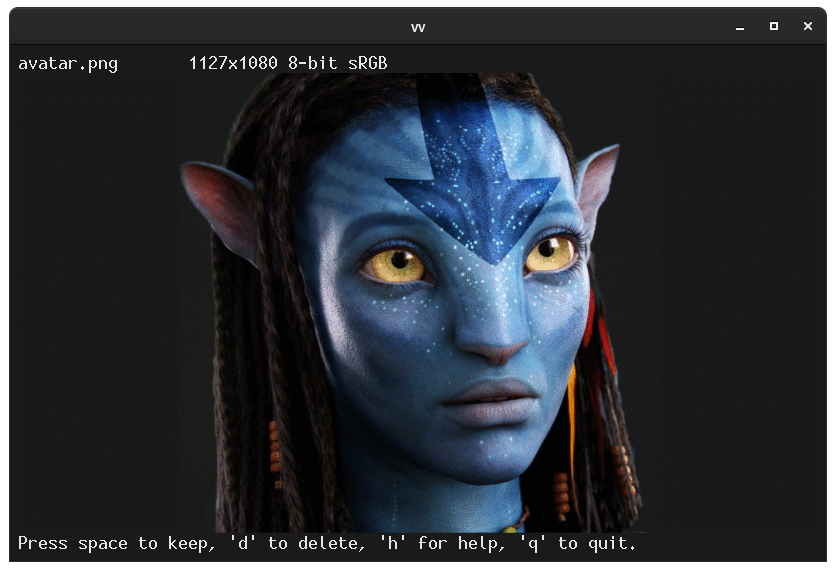 vv
avatar.png 1127x1080 8-bit sRGB
Press space to keep, 'd' to delete, 'h' for help, 'q' to quit.